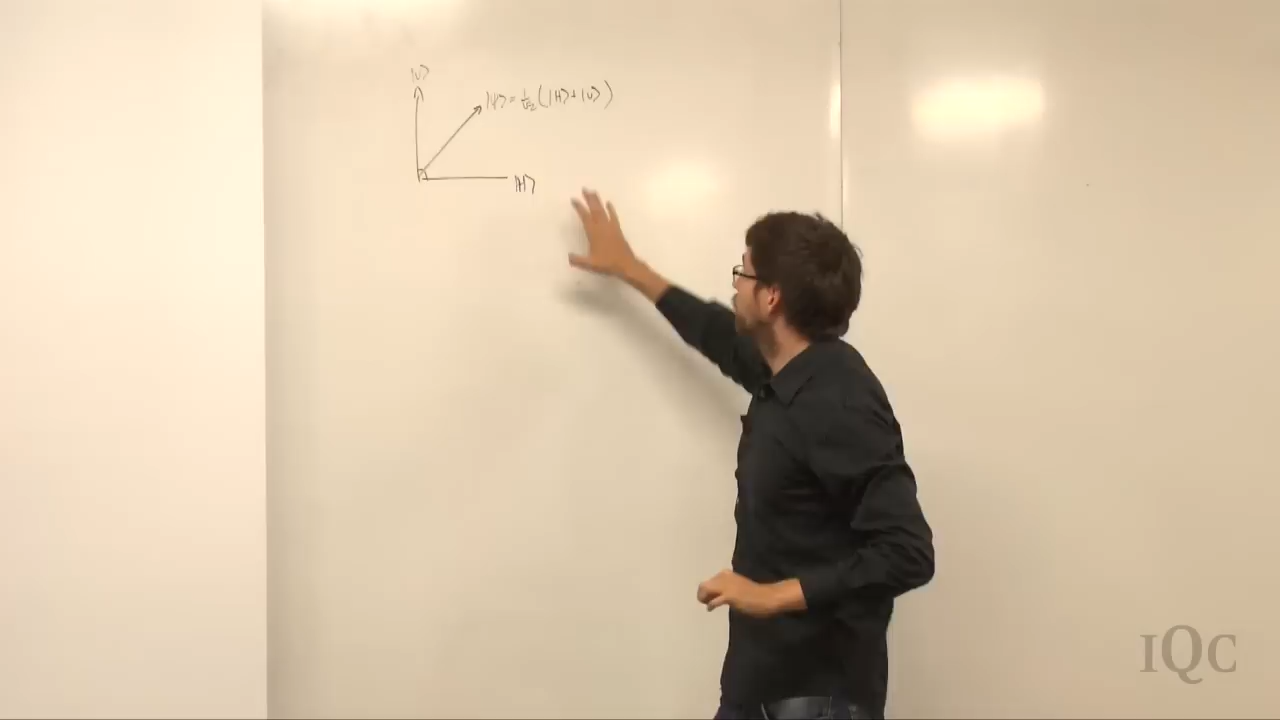 |V⟩
|ψ⟩ = 1/√2 (|H⟩ + |V⟩)
|H⟩
IQC